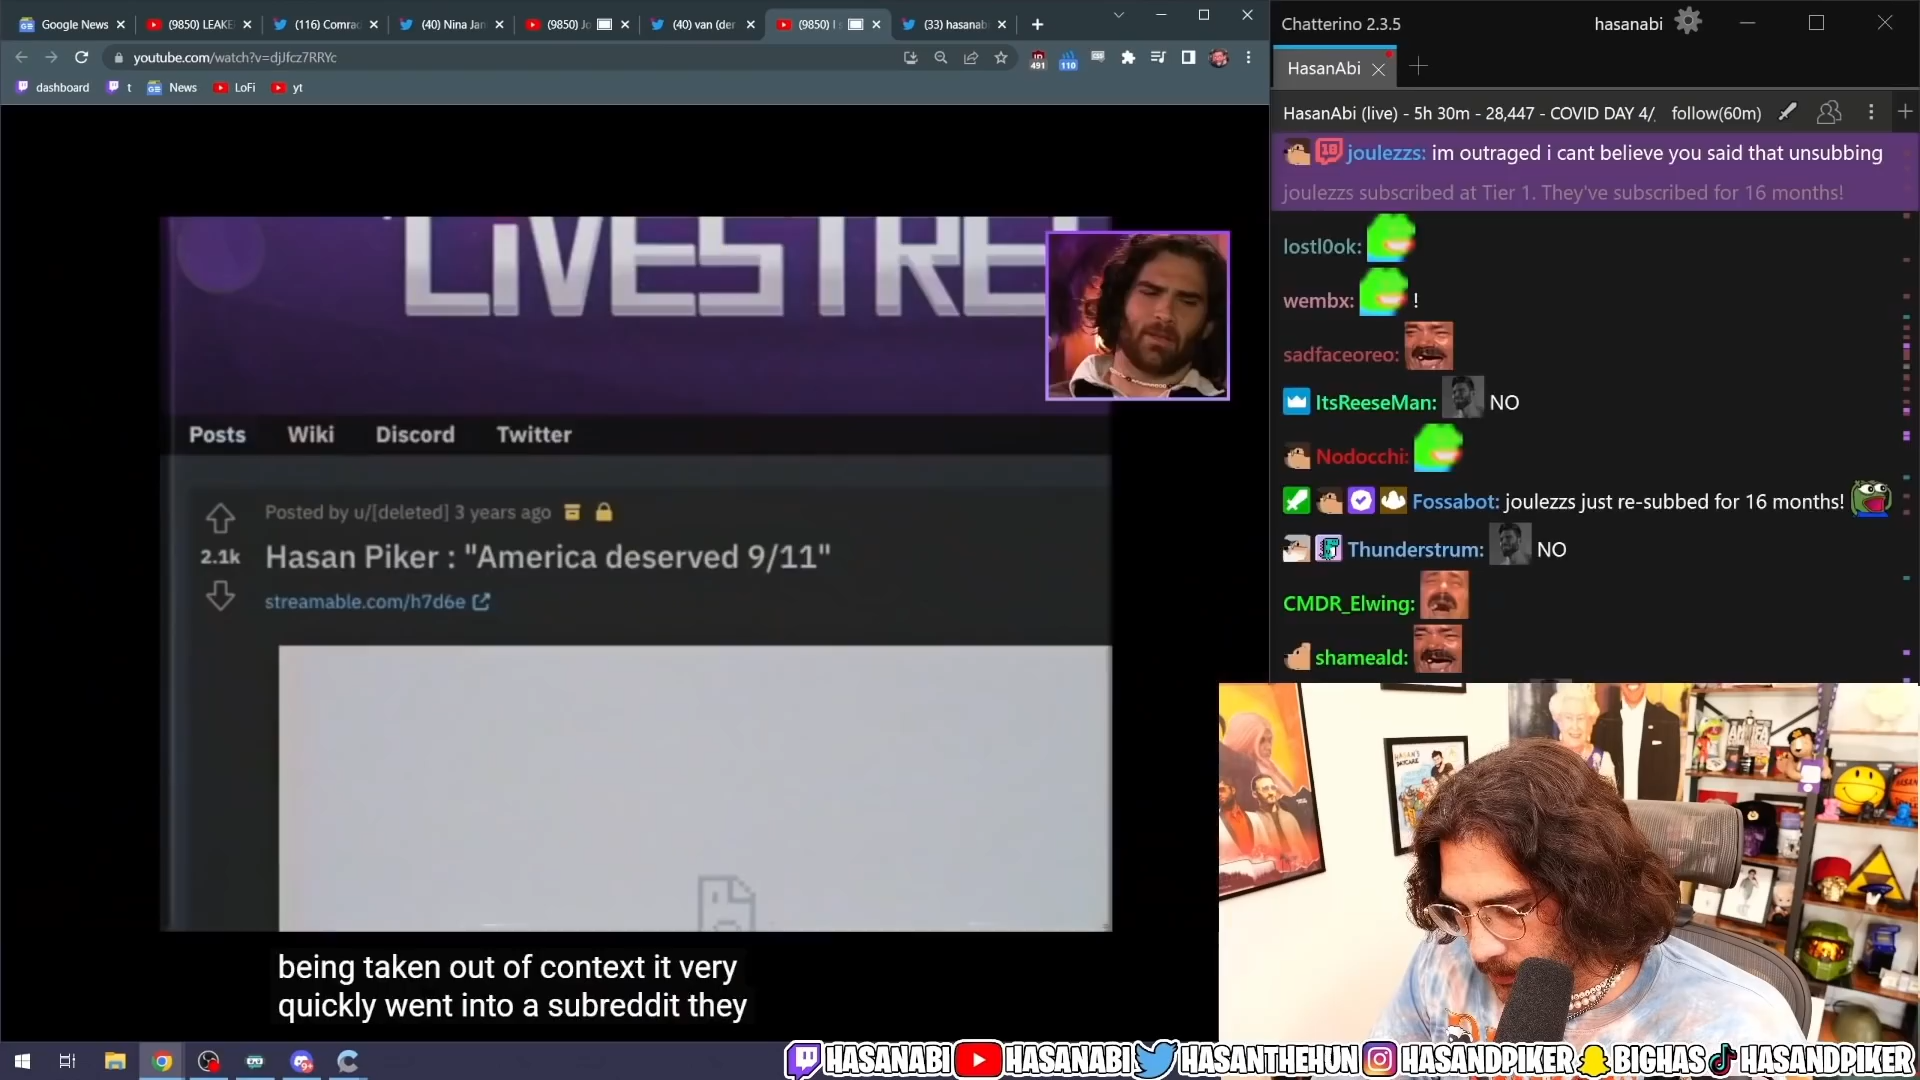 Google News
(9850) LEAKE
(116) Comra
(40) Nina Jan
(9850) Jo
(40) van (der
(9850) I s
(33) hasanab
youtube.com/watch?v=djJfcz7RRYc
491
110
dashboard
t
News
LoFi
yt
LIVESTRE
Posts
Wiki
Discord
Twitter
Posted by u/[deleted] 3 years ago
2.1k
Hasan Piker : "America deserved 9/11"
streamable.com/h7d6e
being taken out of context it very
quickly went into a subreddit they
Chatterino 2.3.5
hasanabi
HasanAbi
HasanAbi (live) - 5h 30m - 28,447 - COVID DAY 4/
follow(60m)
joulezzs: im outraged i cant believe you said that unsubbing
joulezzs subscribed at Tier 1. They've subscribed for 16 months!
lostl0ok:
wembx: !
sadfaceoreo:
ItsReeseMan: NO
Nodocchi:
Fossabot: joulezzs just re-subbed for 16 months!
Thunderstrum: NO
CMDR_Elwing:
shameald:
HASANABI HASANABI HASANTHEHUN HASANDPIKER BIGHAS HASANDPIKER